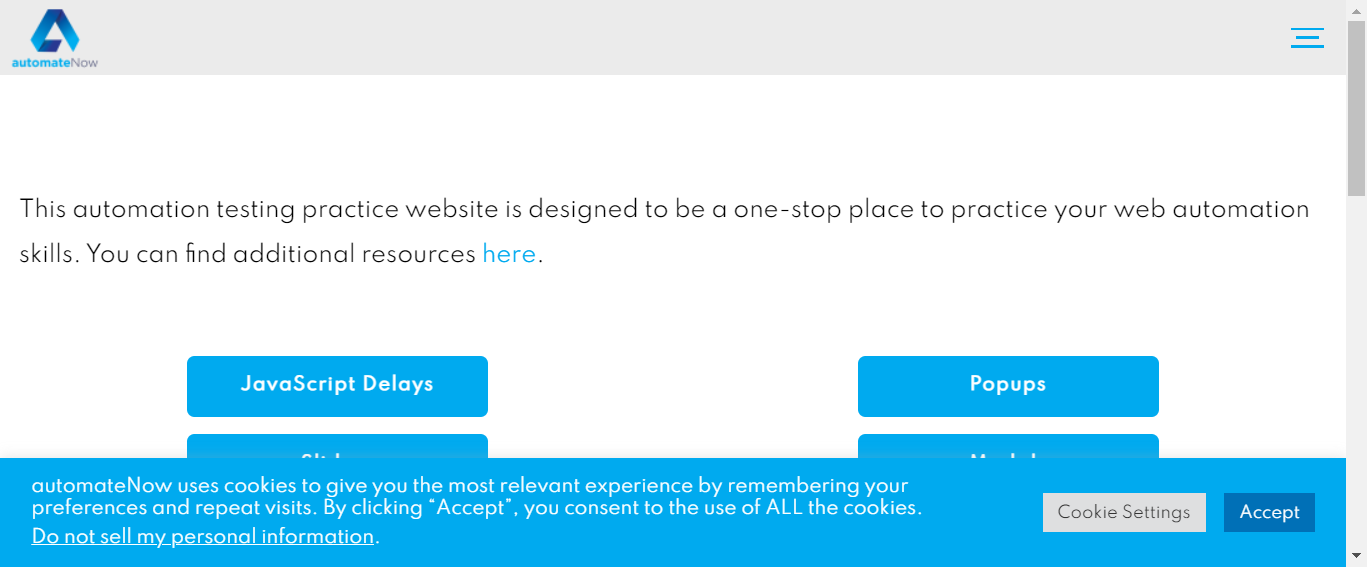 automateNow
This automation testing practice website is designed to be a one-stop place to practice your web automation
skills. You can find additional resources here.
JavaScript Delays
Popups
automateNow uses cookies to give you the most relevant experience by remembering your
preferences and repeat visits. By clicking “Accept”, you consent to the use of ALL the cookies.
Do not sell my personal information.
Cookie Settings
Accept